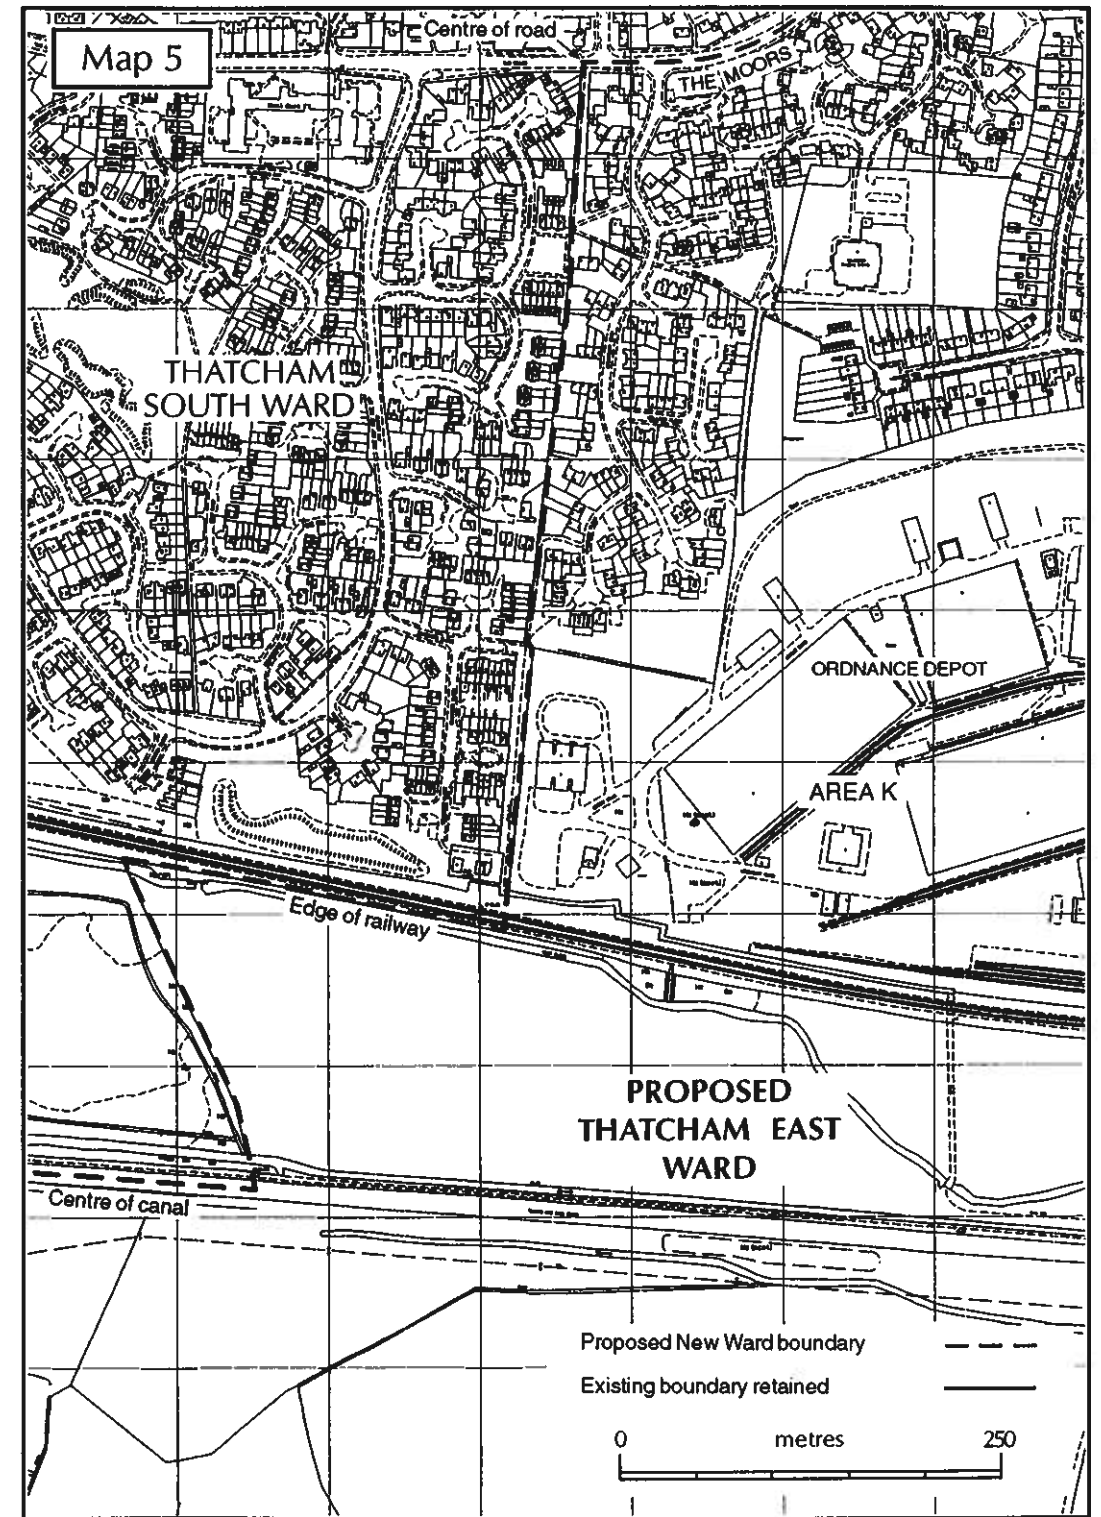 Map 5
Centre of road
THE MOORS
THATCHAM
SOUTH WARD
ORDNANCE DEPOT
AREA K
Edge of railway
PROPOSED
THATCHAM EAST
WARD
Centre of canal
Proposed New Ward boundary
Existing boundary retained
0 metres 250